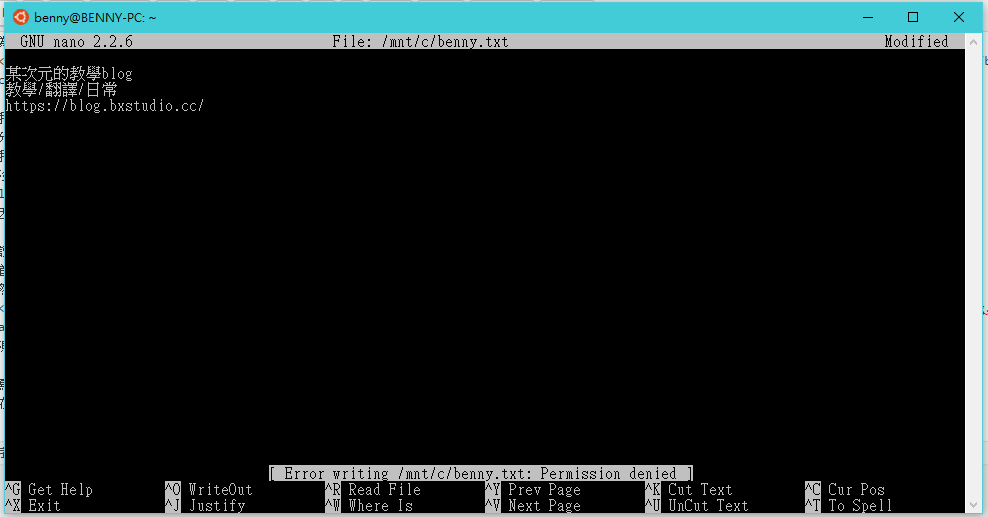 benny@BENNY-PC: ~
GNU nano 2.2.6 File: /mnt/c/benny.txt Modified
某次元的教學blog
教學/翻譯/日常
https://blog.bxstudio.cc/
[ Error writing /mnt/c/benny.txt: Permission denied ]
^G Get Help ^O WriteOut ^R Read File ^Y Prev Page ^K Cut Text ^C Cur Pos
^X Exit ^J Justify ^W Where Is ^V Next Page ^U UnCut Text ^T To Spell